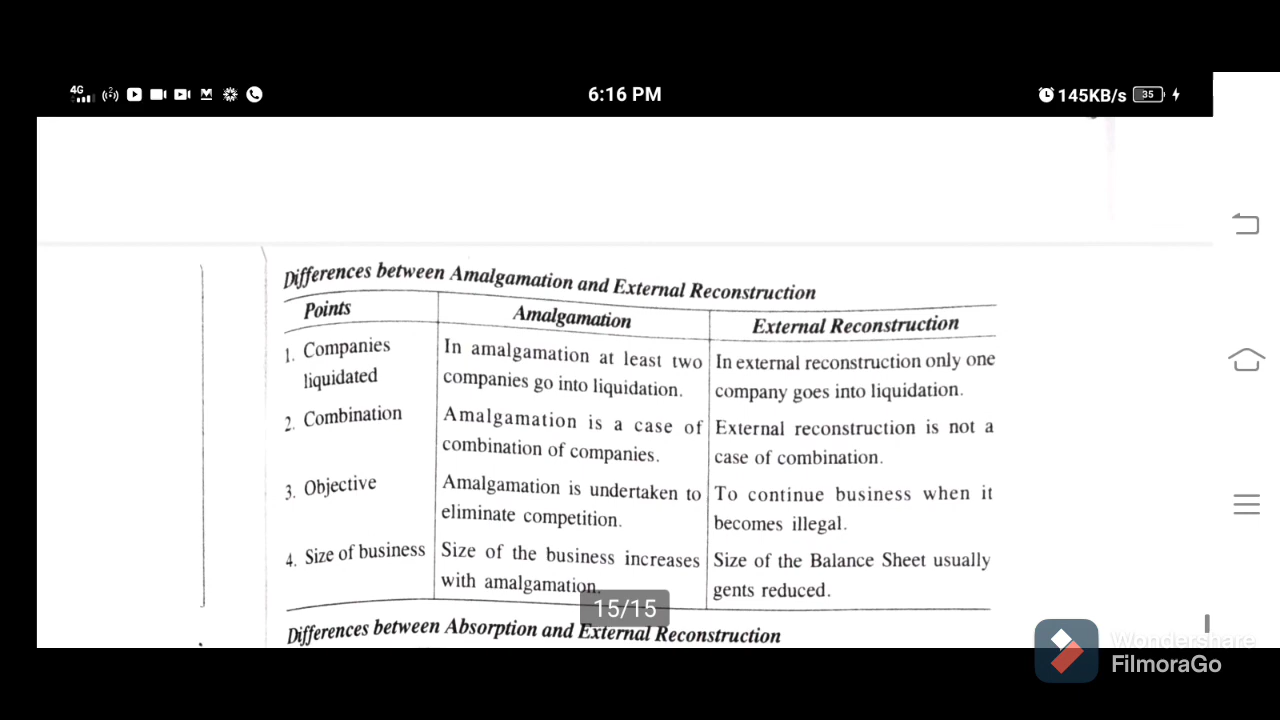 4G
6:16 PM
145KB/s 35
Differences between Amalgamation and External Reconstruction
Points Amalgamation External Reconstruction
1. Companies liquidated
In amalgamation at least two
companies go into liquidation.
In external reconstruction only one
company goes into liquidation.
2. Combination
Amalgamation is a case of
combination of companies.
External reconstruction is not a
case of combination.
3. Objective
Amalgamation is undertaken to
eliminate competition.
To continue business when it
becomes illegal.
4. Size of business
Size of the business increases
with amalgamation.
Size of the Balance Sheet usually
gents reduced.
15/15
Differences between Absorption and External Reconstruction
Wondershare
FilmoraGo